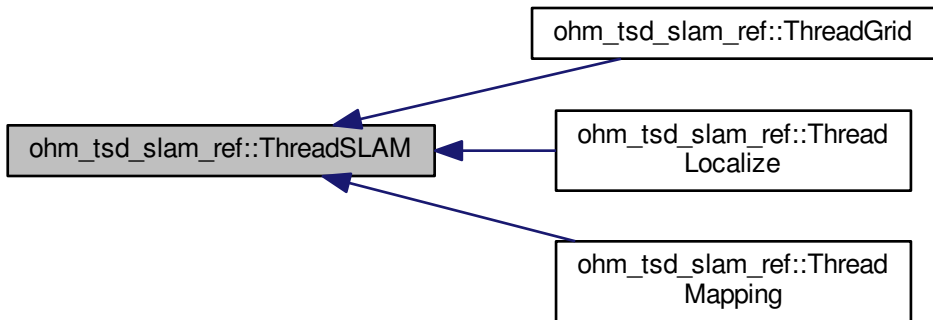 ohm_tsd_slam_ref::ThreadGrid
ohm_tsd_slam_ref::ThreadSLAM
ohm_tsd_slam_ref::Thread
Localize
ohm_tsd_slam_ref::Thread
Mapping